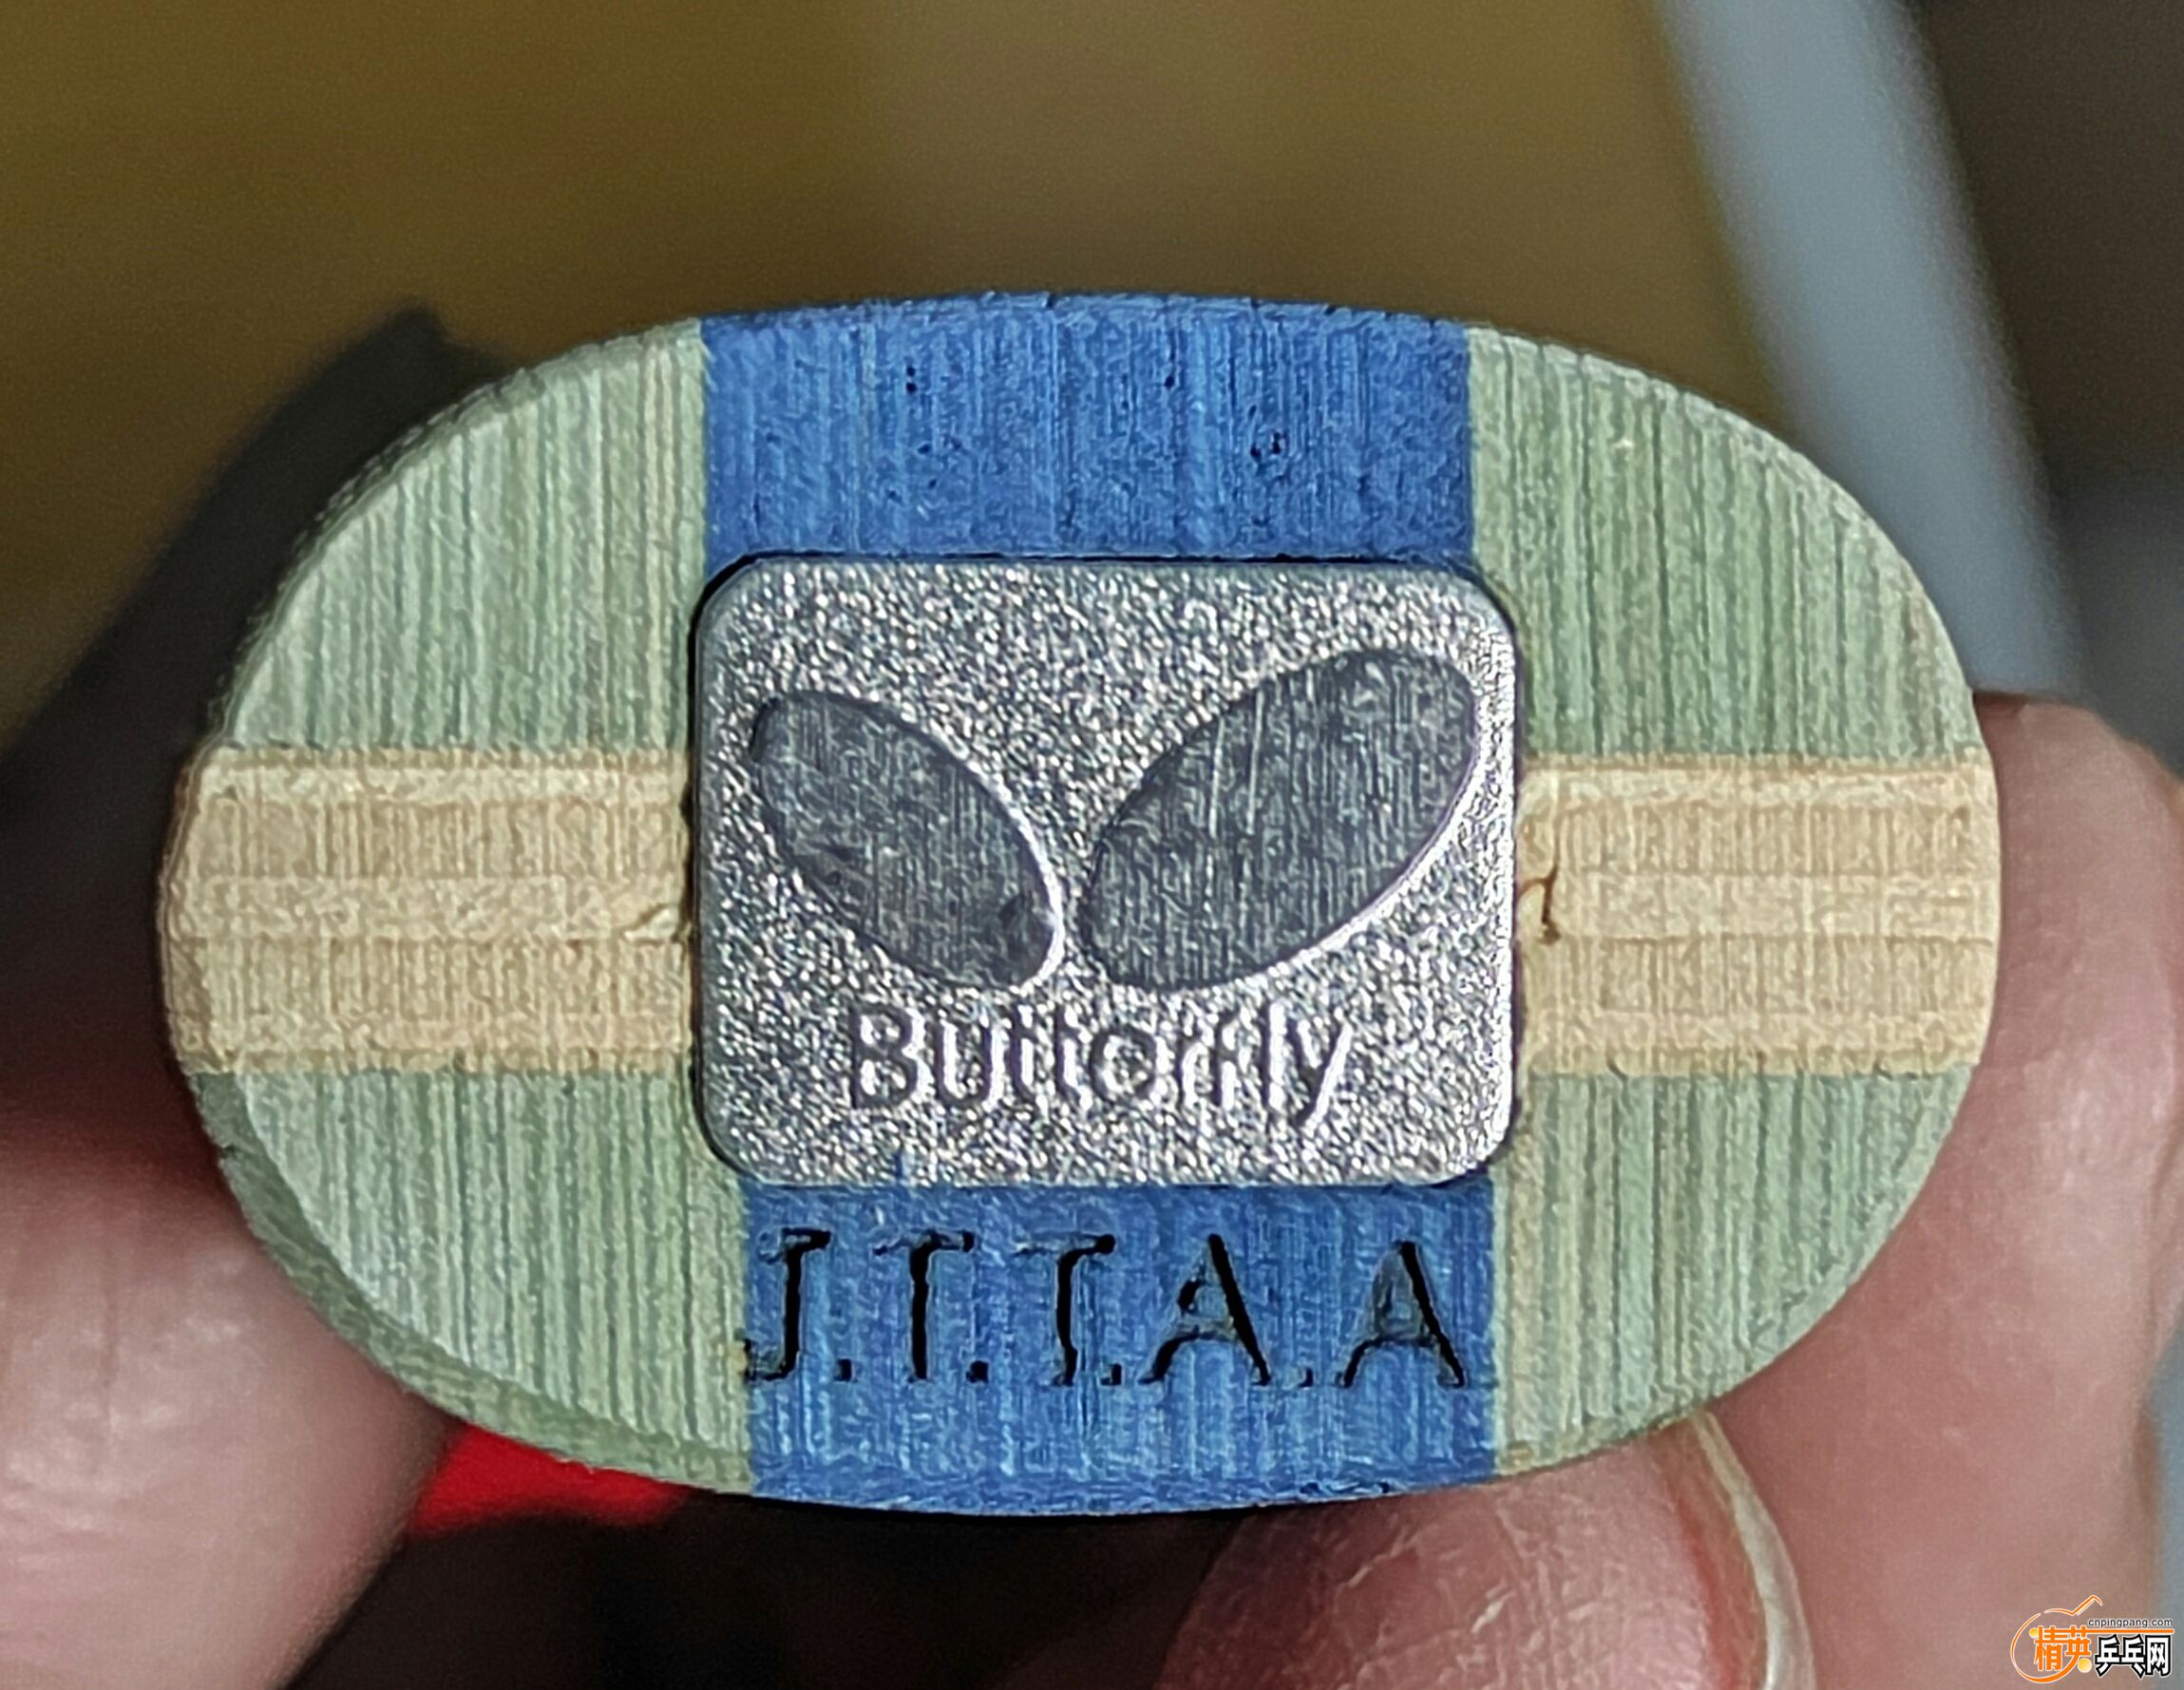 Butterfly
J.T.T.A.A
cnpingpang.com
精英乒乓网